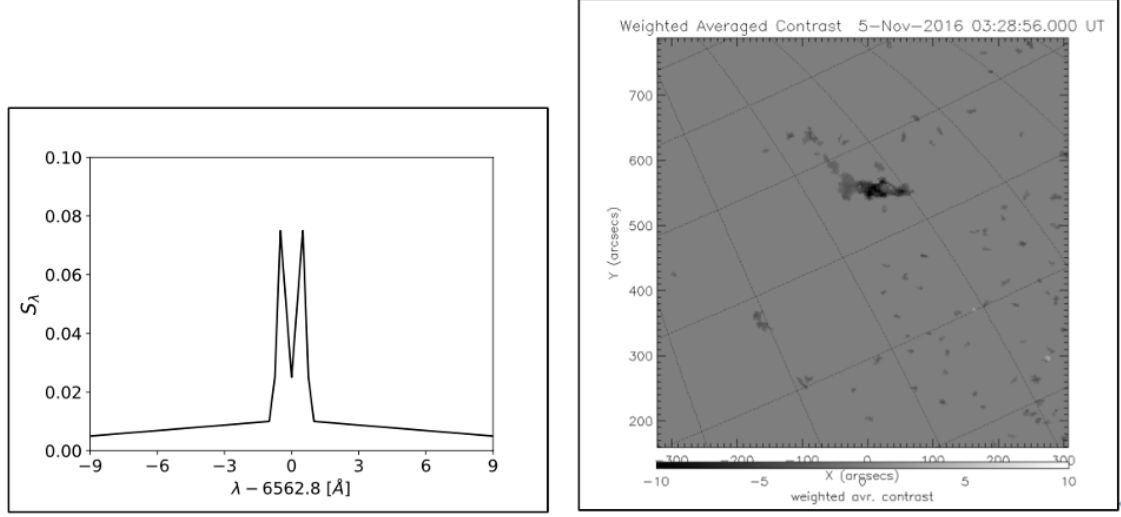 0.10
0.08
0.06
0.04
0.02
0.00
Sλ
−9 −6 −3 0 3 6 9
λ − 6562.8 [Å]
Weighted Averaged Contrast 5-Nov-2016 03:28:56.000 UT
700
600
500
400
300
200
Y (arcsecs)
-300 -200 -100 0 100 200 300
X (arcsecs)
-10 -5 0 5 10
weighted avr. contrast